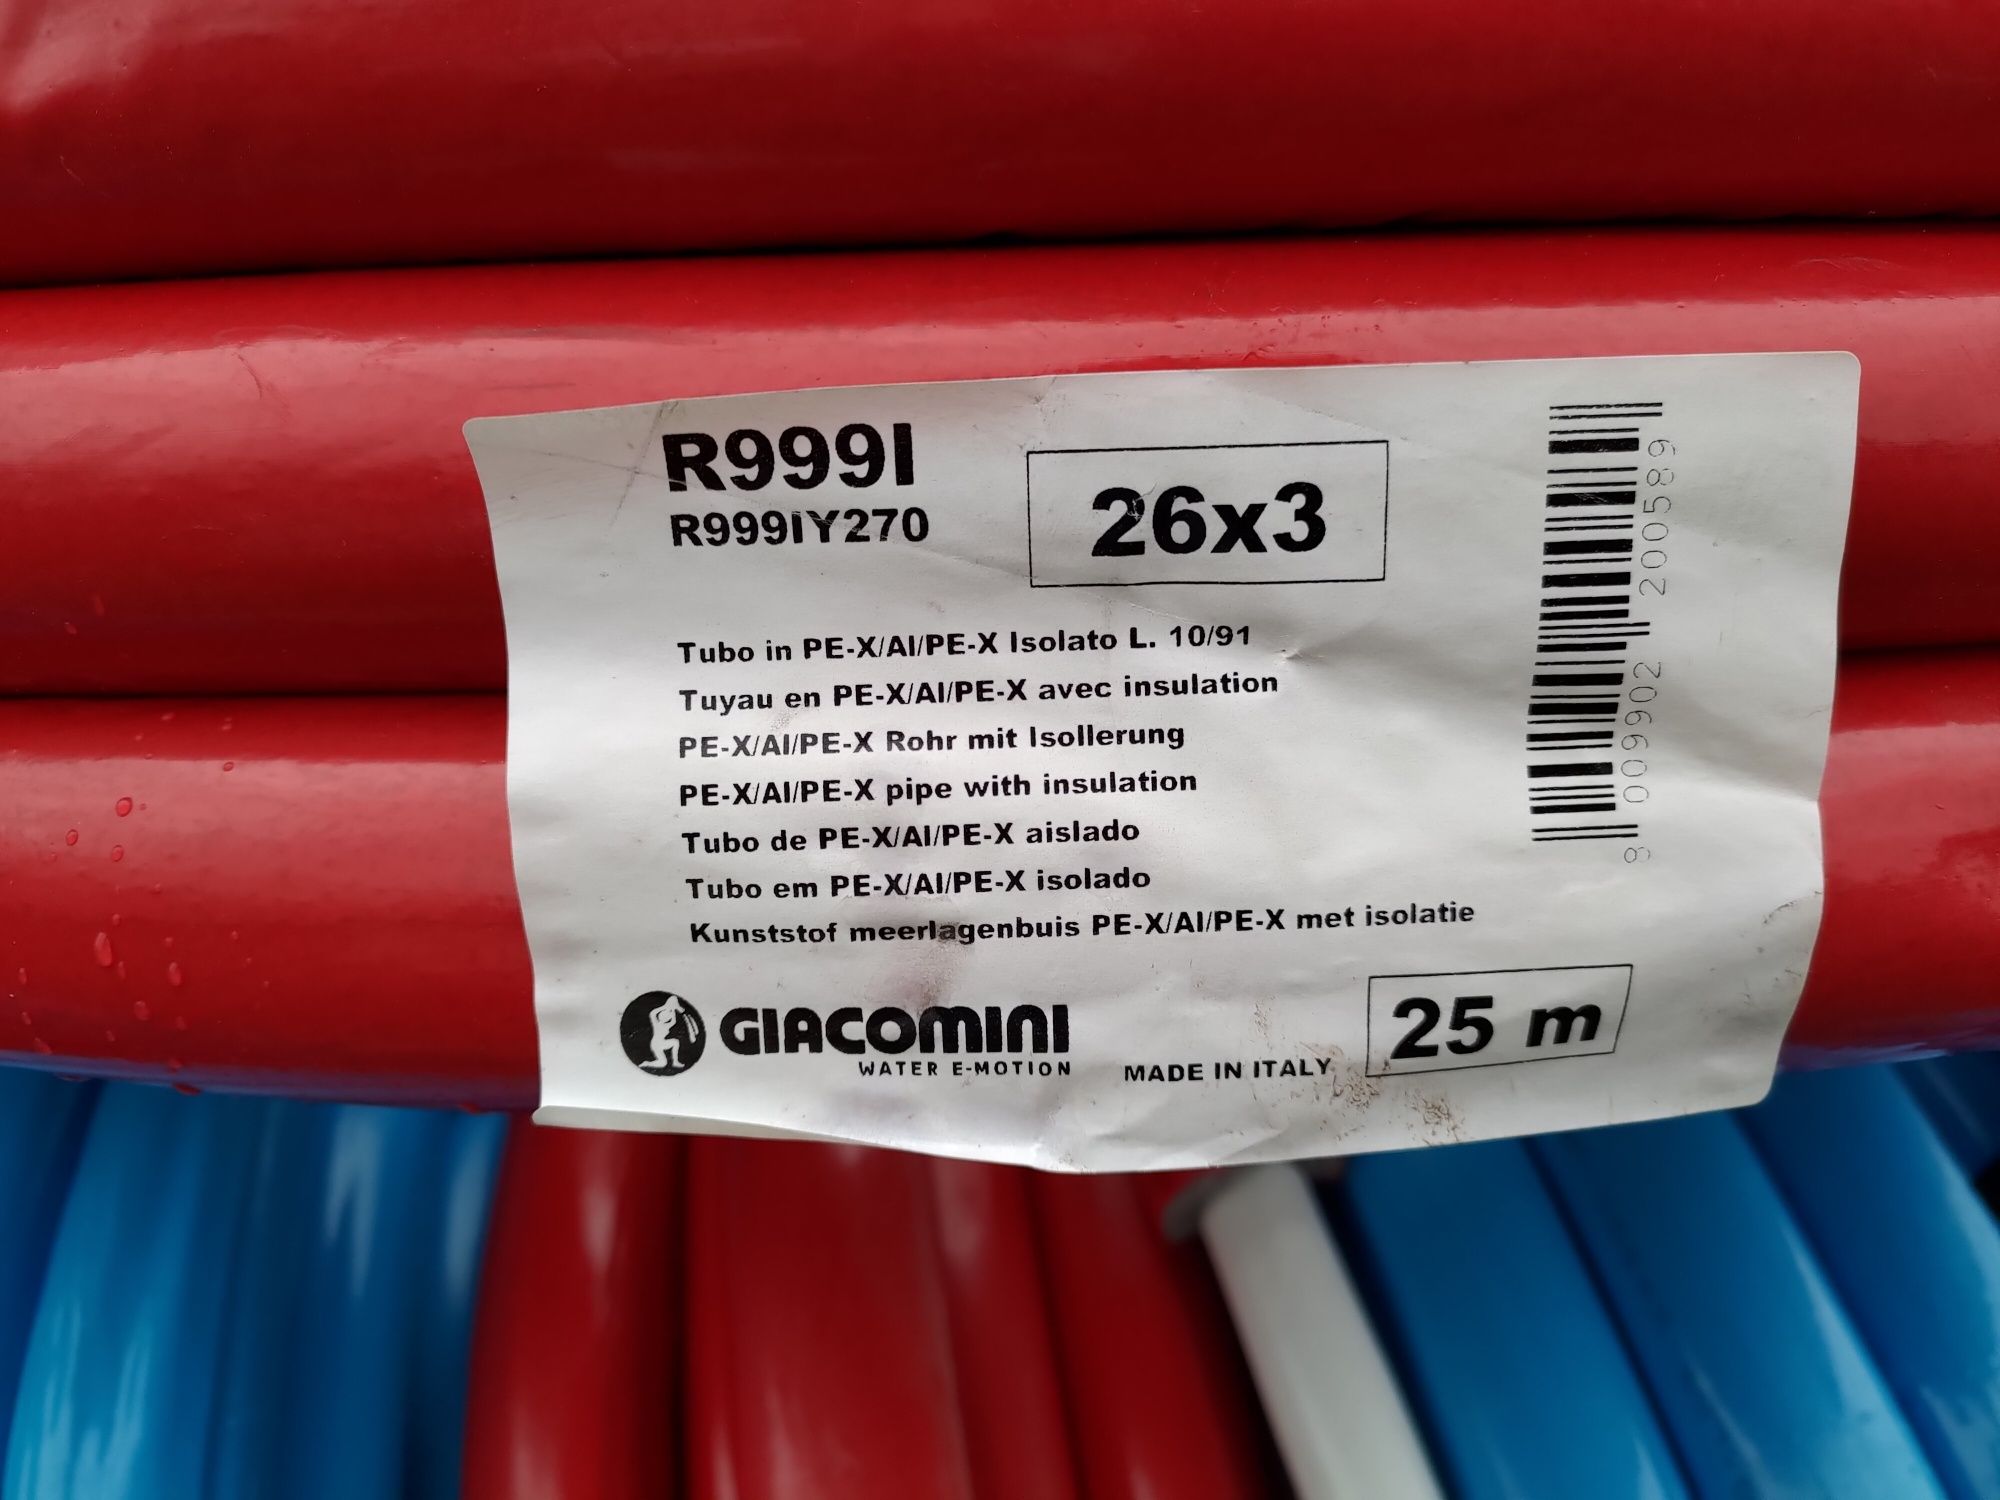 R999I
R999IY270
26x3
Tubo in PE-X/Al/PE-X Isolato L. 10/91
Tuyau en PE-X/Al/PE-X avec insulation
PE-X/Al/PE-X Rohr mit Isollerung
PE-X/Al/PE-X pipe with insulation
Tubo de PE-X/Al/PE-X aislado
Tubo em PE-X/Al/PE-X isolado
Kunststof meerlagenbuis PE-X/Al/PE-X met isolatie
GIACOMINI
WATER E-MOTION
MADE IN ITALY
25 m
8 009902 200589